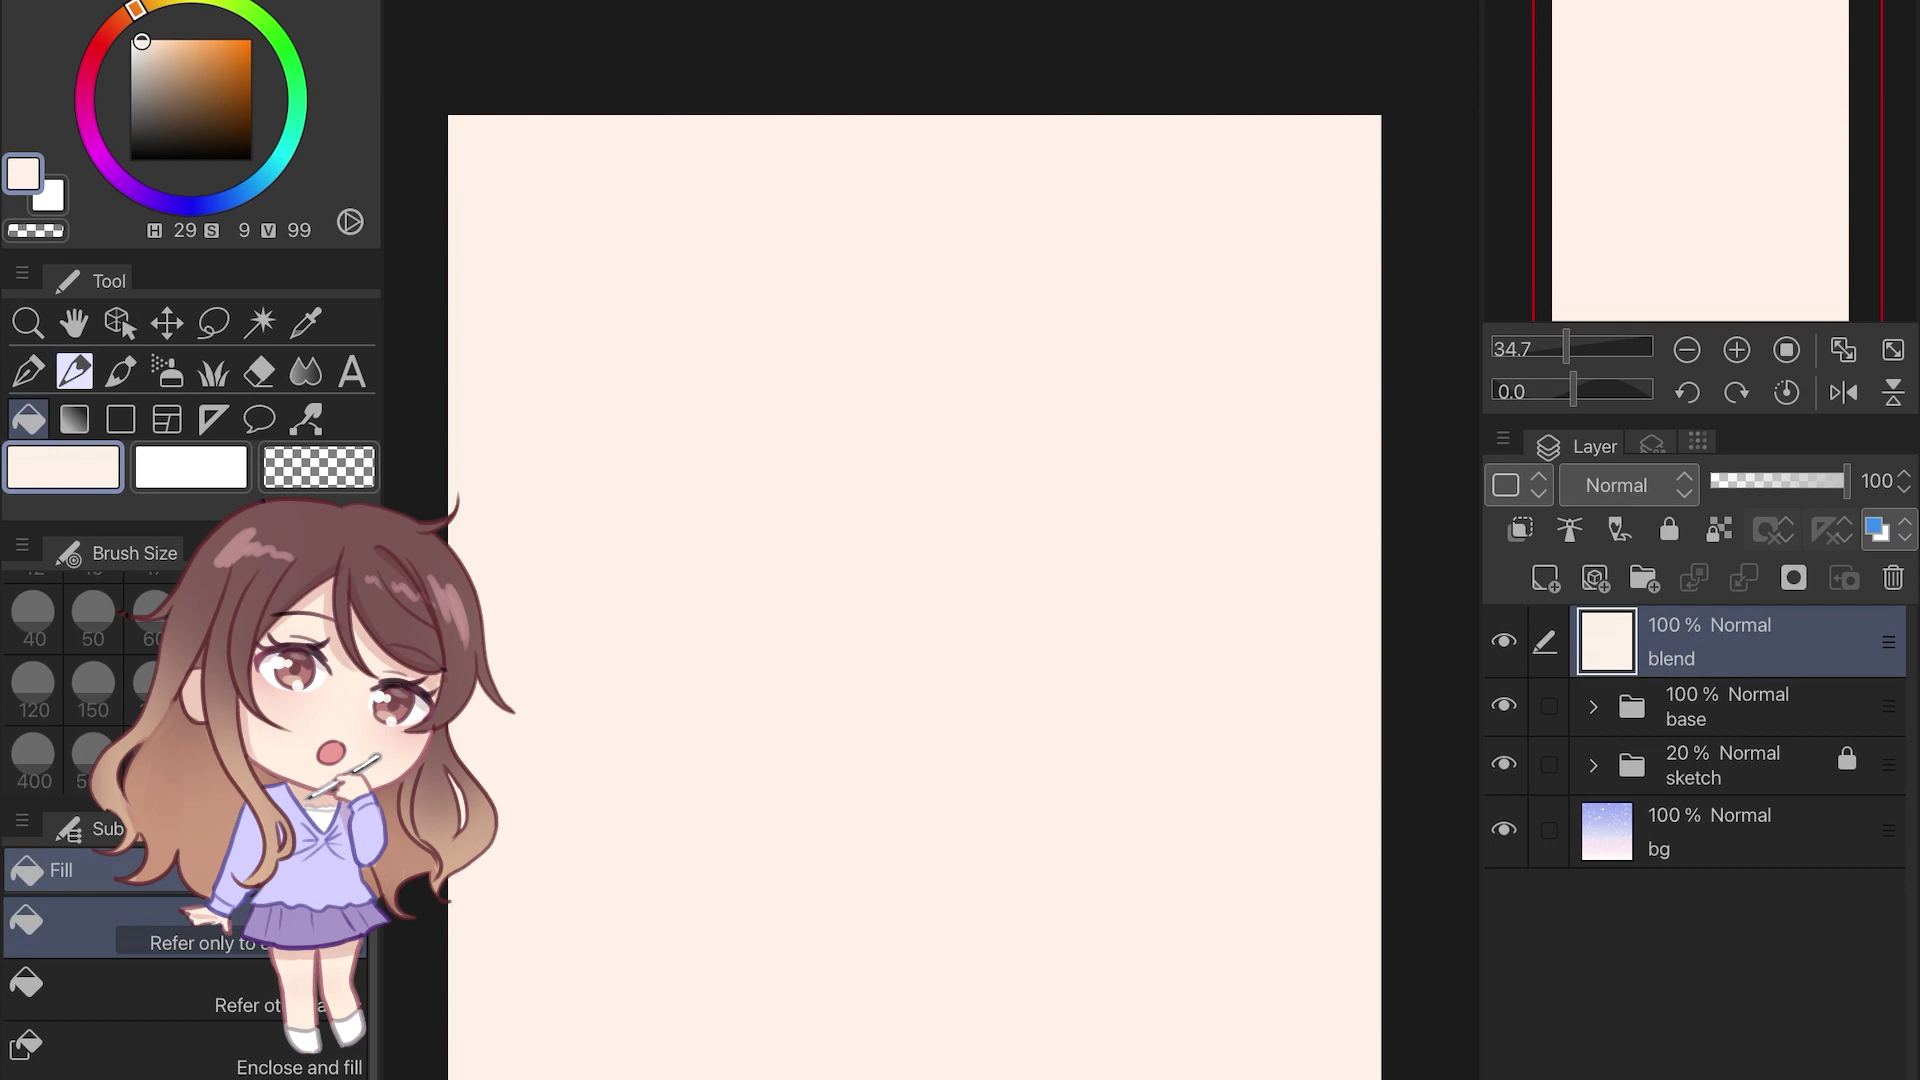 H 29 S 9 V 99
Tool
A
Brush Size
40 50 60
120 150
400
Sub
Fill
Refer only to
Refer ot
Enclose and fill
34.7
0.0
Layer
Normal 100
100 % Normal
blend
100 % Normal
base
20 % Normal
sketch
100 % Normal
bg